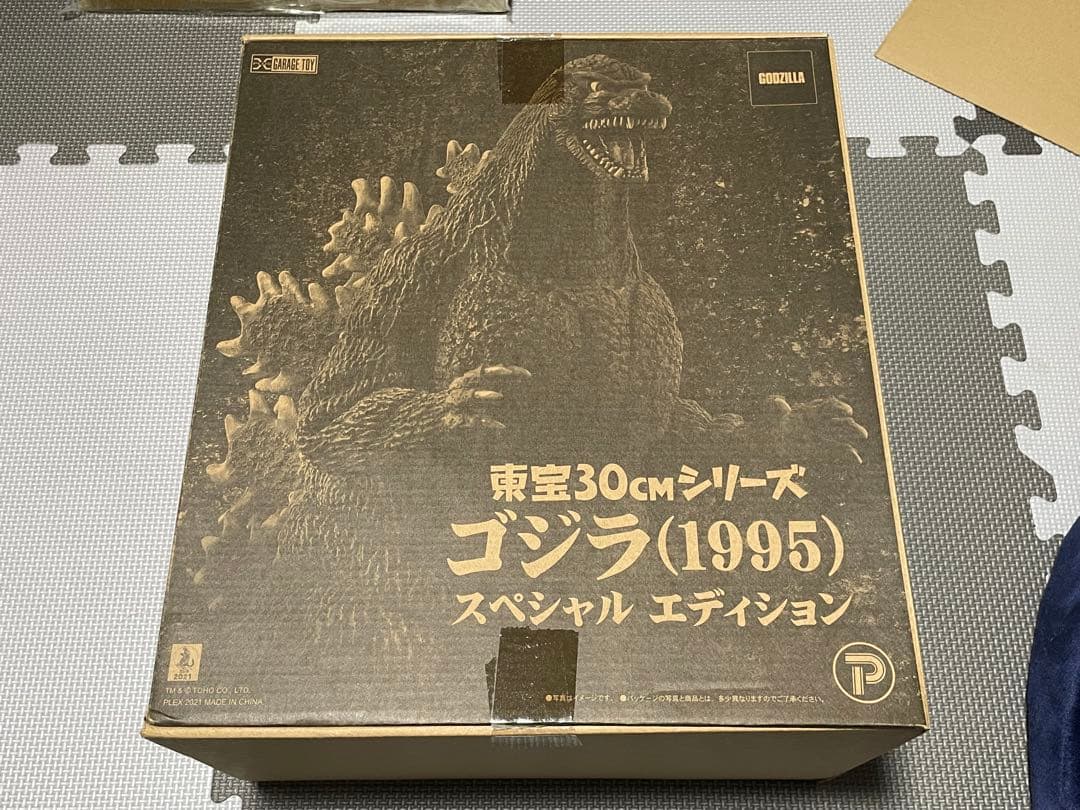 GARAGE TOY
GODZILLA
東宝30CMシリーズ
ゴジラ(1995)
スペシャル エディション
2021
TM & © TOHO CO., LTD.
PLEX 2021 MADE IN CHINA
●写真はイメージです。 ●パッケージの写真と商品とは、多少異なりますのでご了承ください。
P